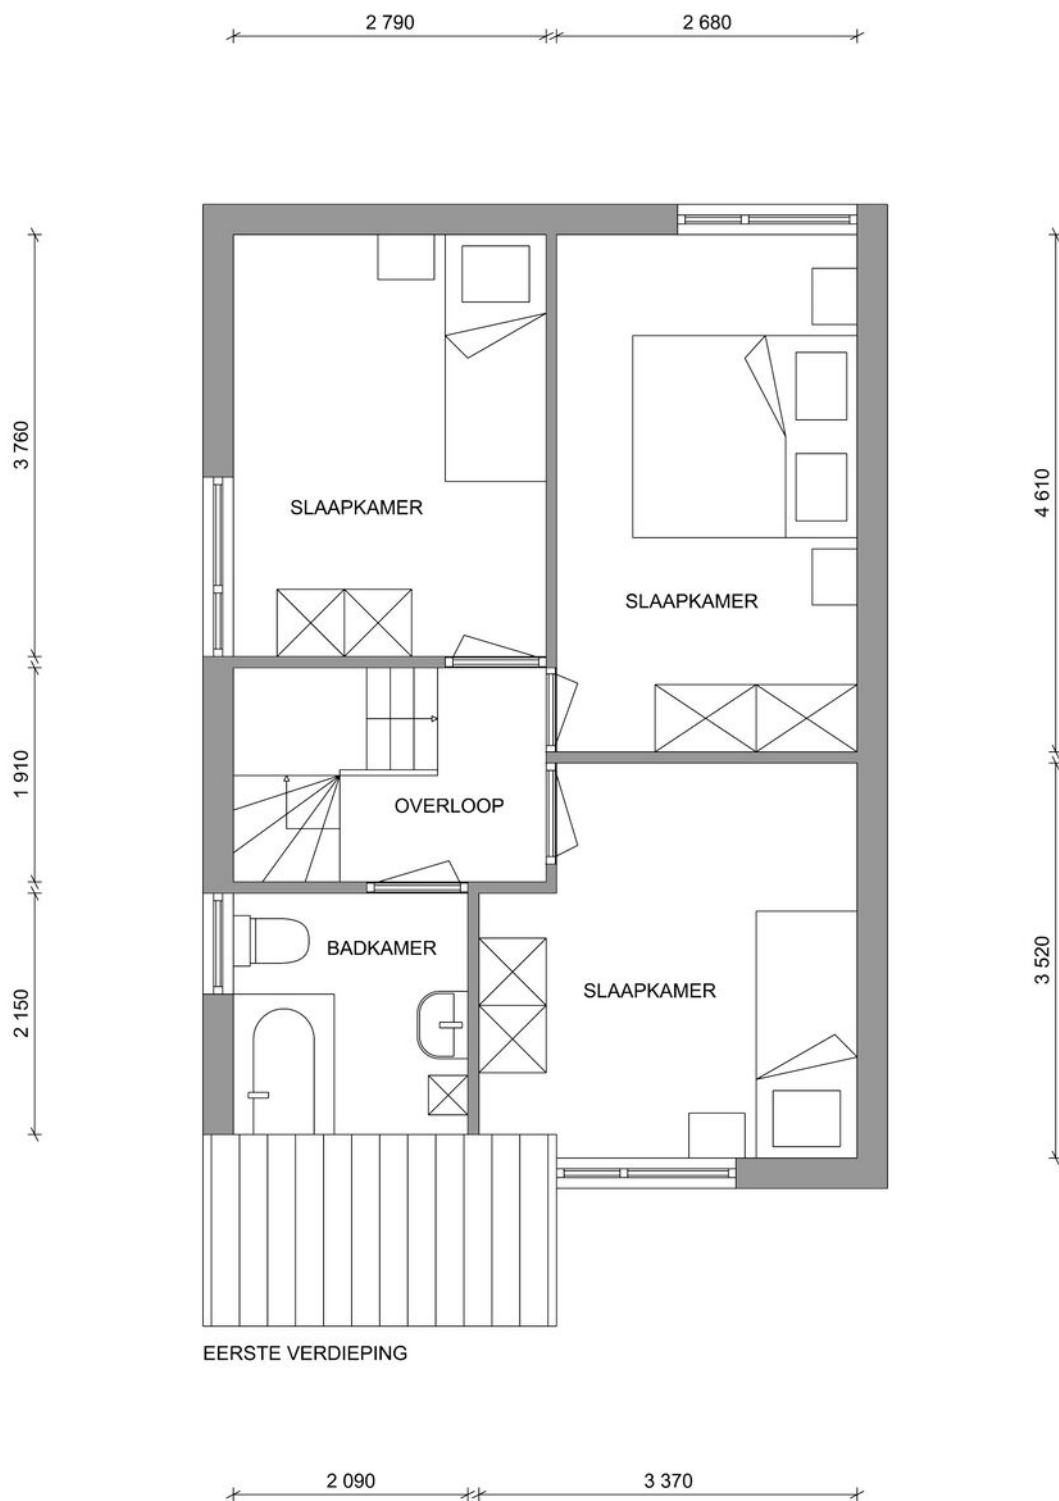 2 790
2 680
3 760
4 610
SLAAPKAMER
SLAAPKAMER
1 910
OVERLOOP
BADKAMER
2 150
3 520
SLAAPKAMER
EERSTE VERDIEPING
2 090
3 370